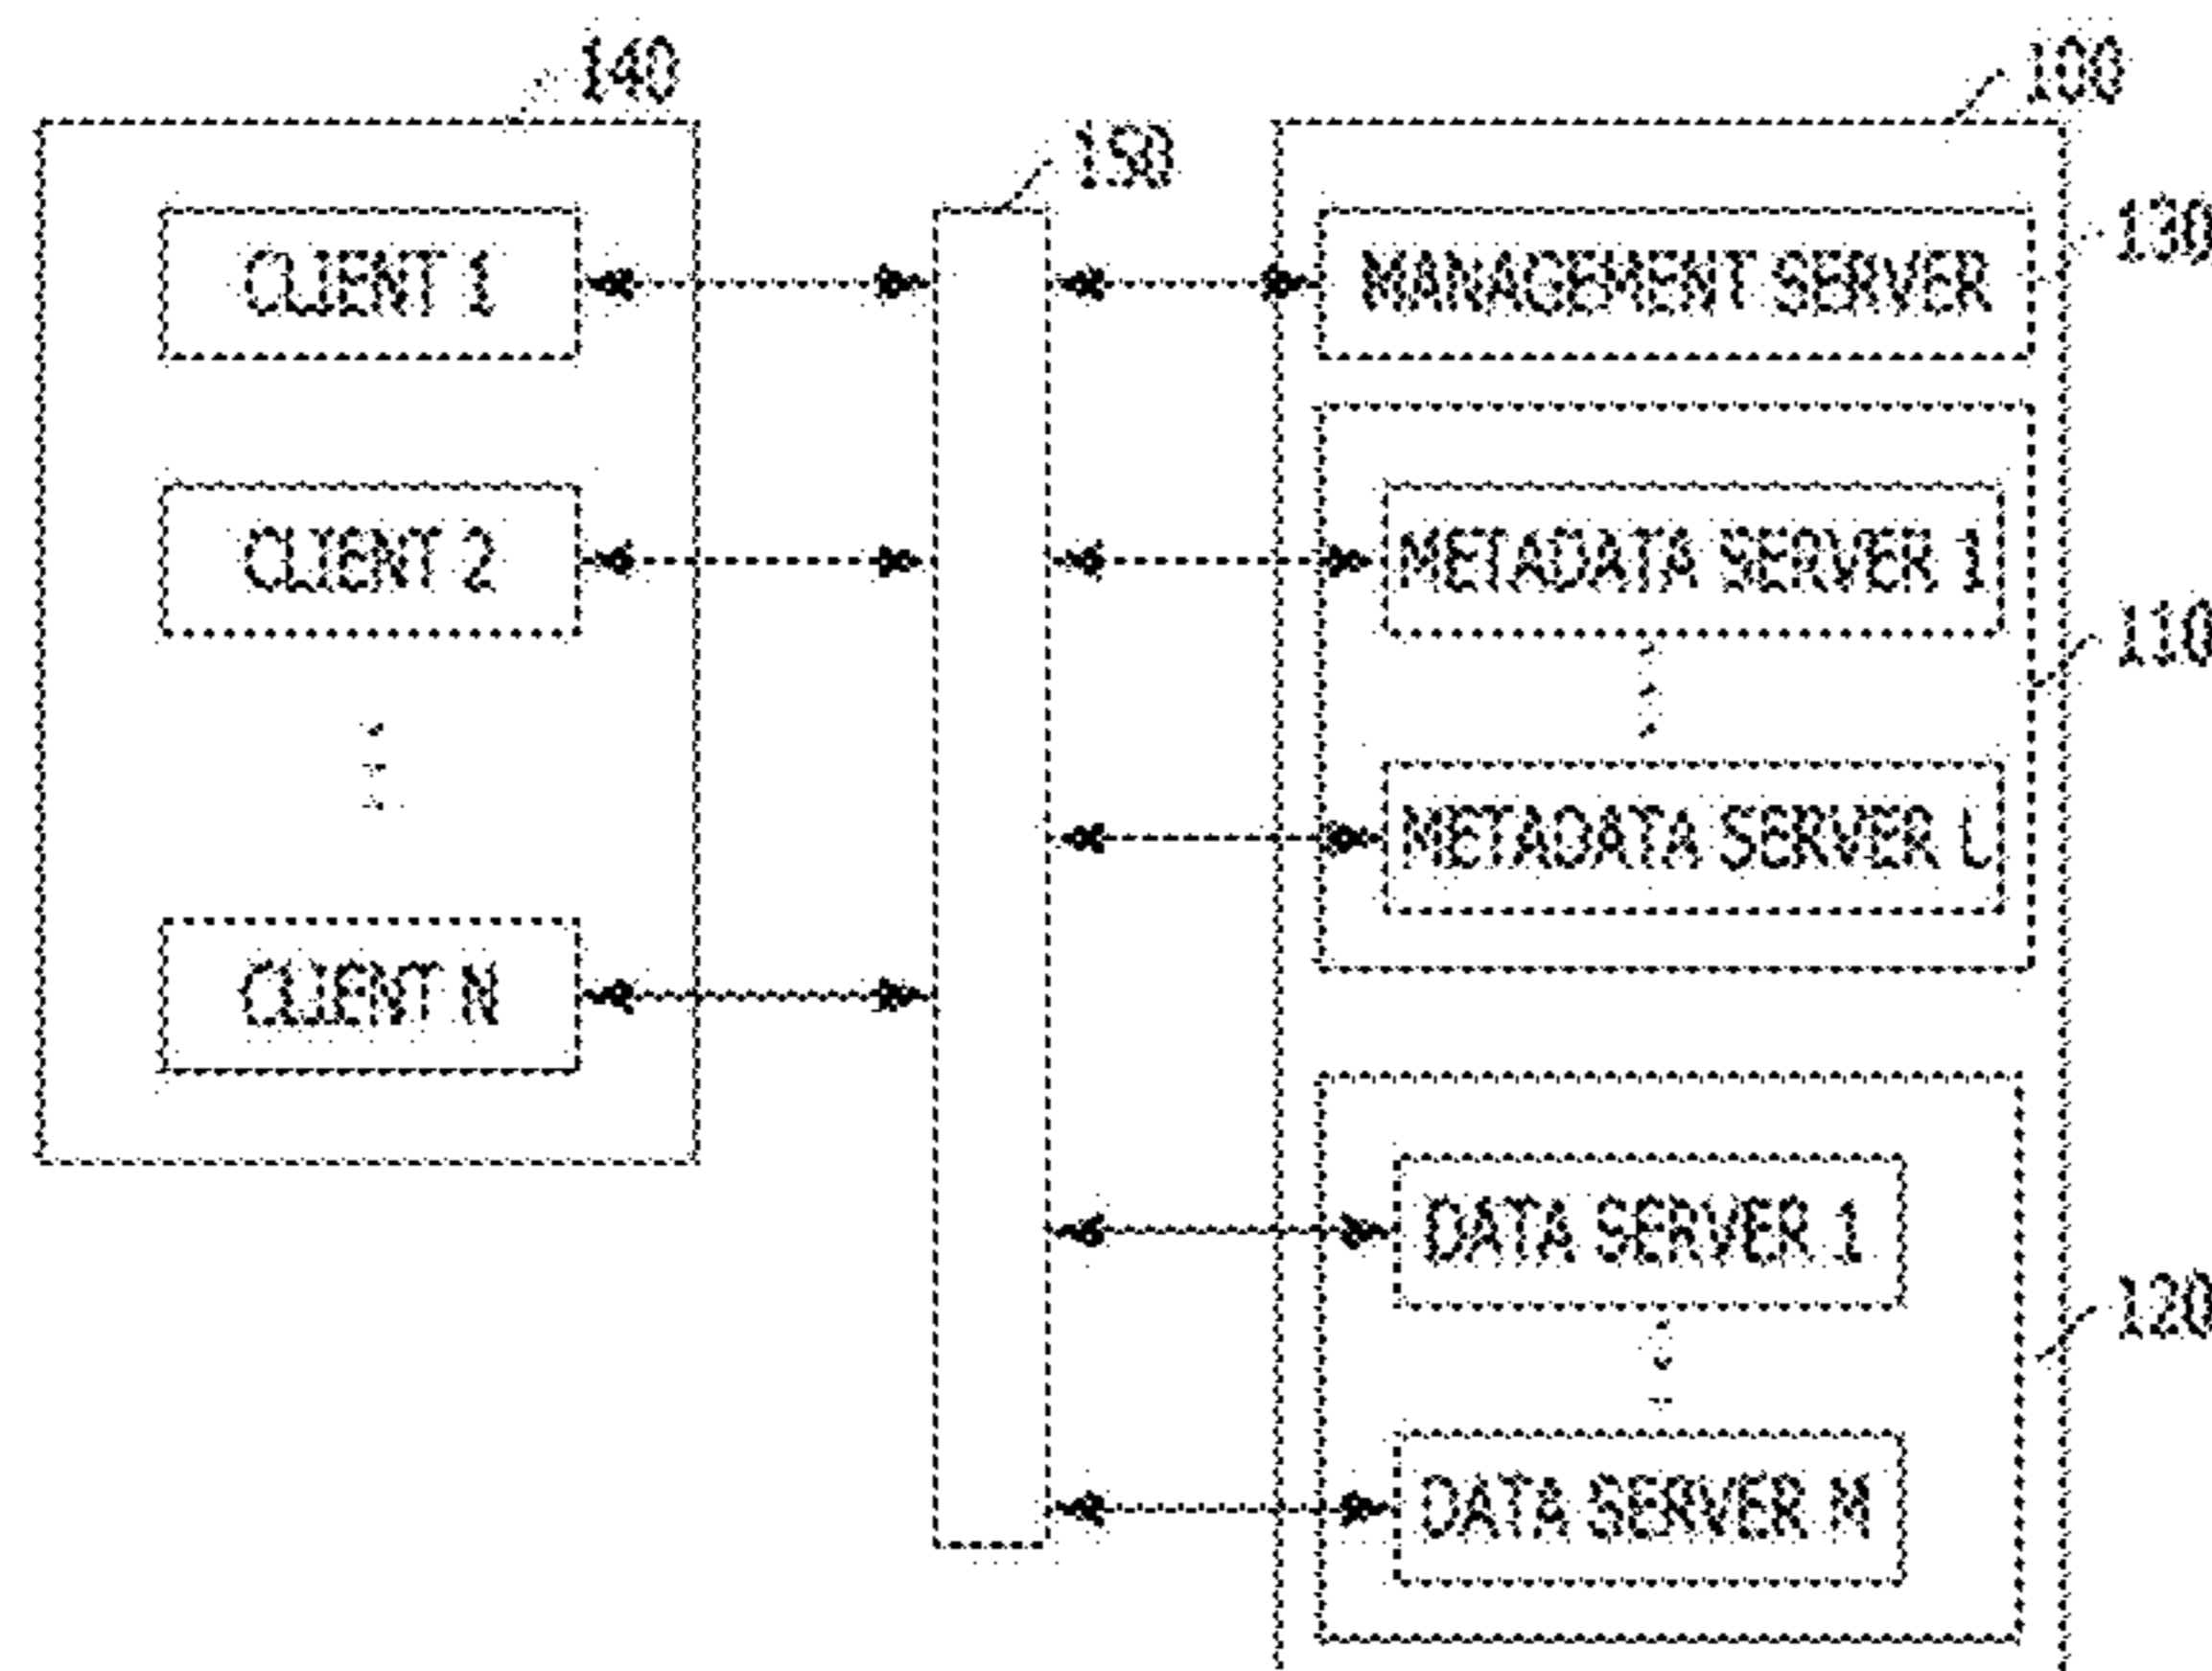 140
100
150
130
CLIENT 1
MANAGEMENT SERVER
CLIENT 2
METADATA SERVER 1
110
METADATA SERVER L
CLIENT N
DATA SERVER 1
120
DATA SERVER M